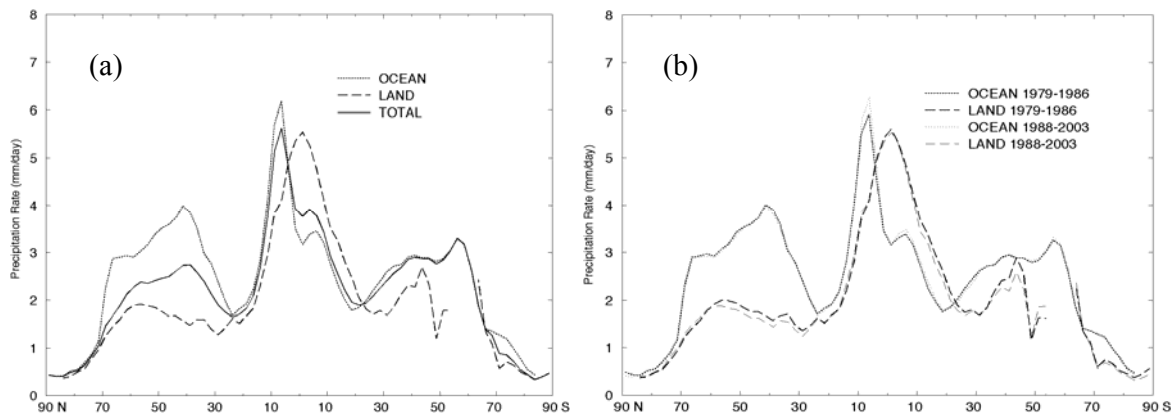 (a)
OCEAN
LAND
TOTAL
Precipitation Rate (mm/day)
8
7
6
5
4
3
2
1
0
90 N 70 50 30 10 10 30 50 70 90 S
(b)
OCEAN 1979-1986
LAND 1979-1986
OCEAN 1988-2003
LAND 1988-2003
Precipitation Rate (mm/day)
8
7
6
5
4
3
2
1
0
90 N 70 50 30 10 10 30 50 70 90 S